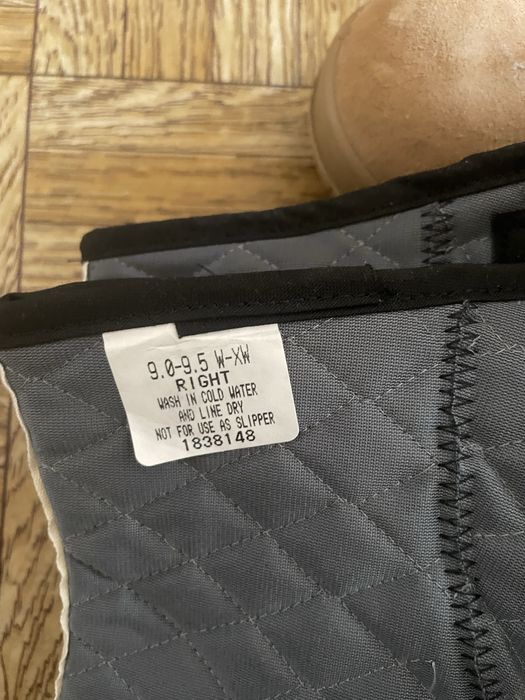 9.0-9.5 W-XW
RIGHT
WASH IN COLD WATER
AND LINE DRY
NOT FOR USE AS SLIPPER
1838148